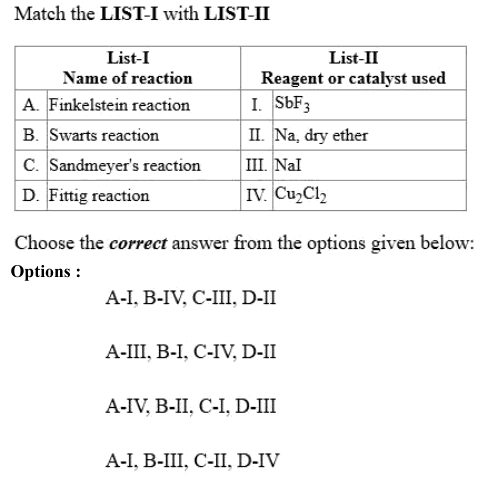 Match the LIST-I with LIST-II
List-I List-II
Name of reaction Reagent or catalyst used
A. Finkelstein reaction I. SbF₃
B. Swarts reaction II. Na, dry ether
C. Sandmeyer's reaction III. NaI
D. Fittig reaction IV. Cu₂Cl₂
Choose the correct answer from the options given below:
Options :
A-I, B-IV, C-III, D-II
A-III, B-I, C-IV, D-II
A-IV, B-II, C-I, D-III
A-I, B-III, C-II, D-IV